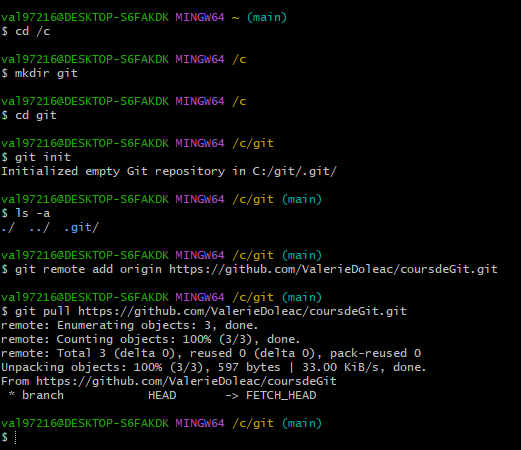 val97216@DESKTOP-S6FAKDK MINGW64 ~ (main)
$ cd /c
val97216@DESKTOP-S6FAKDK MINGW64 /c
$ mkdir git
val97216@DESKTOP-S6FAKDK MINGW64 /c
$ cd git
val97216@DESKTOP-S6FAKDK MINGW64 /c/git
$ git init
Initialized empty Git repository in C:/git/.git/
val97216@DESKTOP-S6FAKDK MINGW64 /c/git (main)
$ ls -a
./  ../  .git/
val97216@DESKTOP-S6FAKDK MINGW64 /c/git (main)
$ git remote add origin https://github.com/ValerieDoleac/coursdeGit.git
val97216@DESKTOP-S6FAKDK MINGW64 /c/git (main)
$ git pull https://github.com/ValerieDoleac/coursdeGit.git
remote: Enumerating objects: 3, done.
remote: Counting objects: 100% (3/3), done.
remote: Total 3 (delta 0), reused 0 (delta 0), pack-reused 0
Unpacking objects: 100% (3/3), 597 bytes | 33.00 KiB/s, done.
From https://github.com/ValerieDoleac/coursdeGit
 * branch            HEAD       -> FETCH_HEAD
val97216@DESKTOP-S6FAKDK MINGW64 /c/git (main)
$